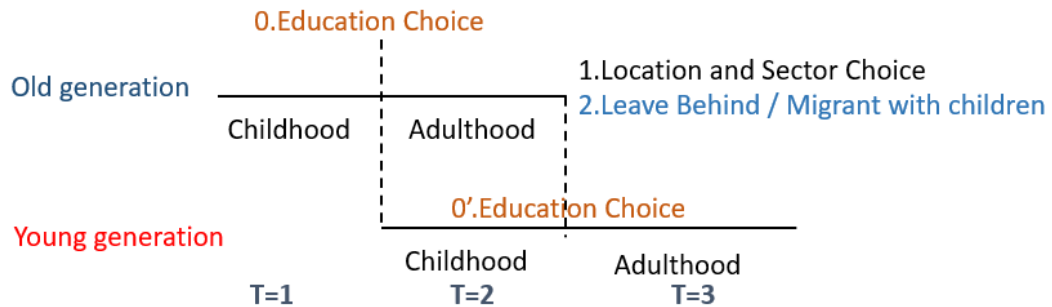 0.Education Choice
Old generation
1.Location and Sector Choice
2.Leave Behind / Migrant with children
Childhood
Adulthood
0'.Education Choice
Young generation
Childhood
Adulthood
T=1
T=2
T=3